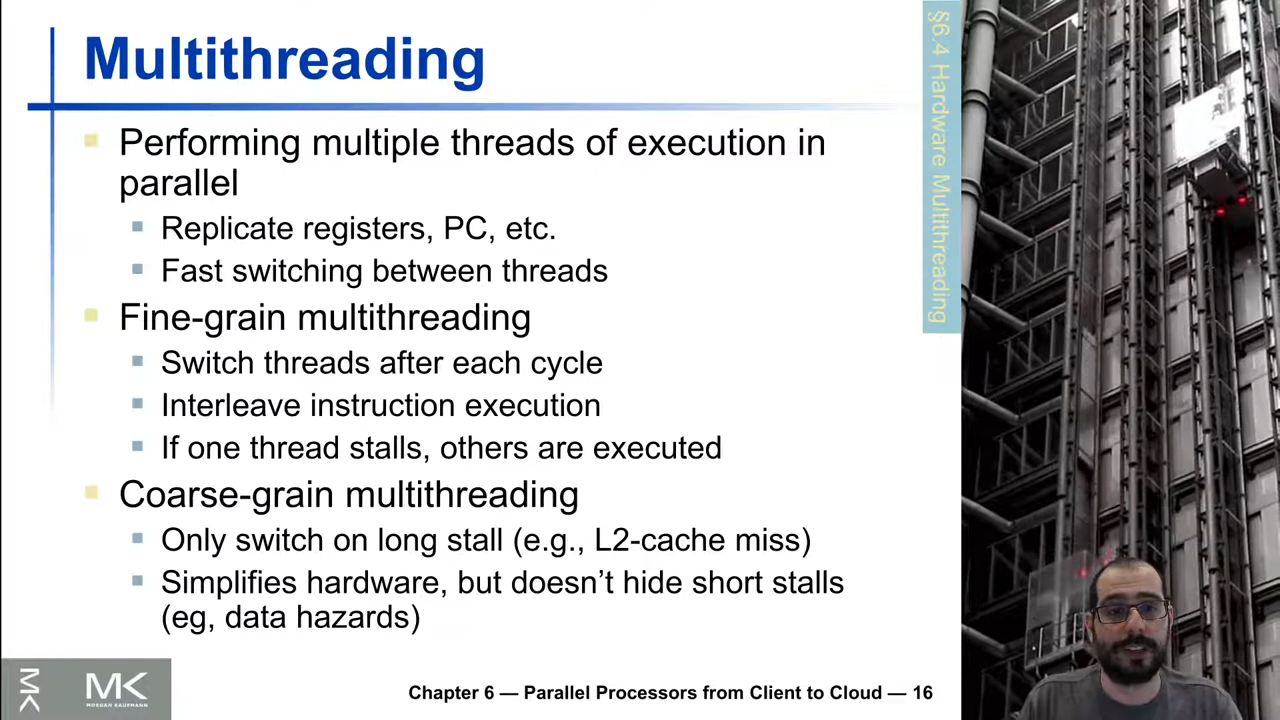 Multithreading
§6.4 Hardware Multithreading
Performing multiple threads of execution in
parallel
Replicate registers, PC, etc.
Fast switching between threads
Fine-grain multithreading
Switch threads after each cycle
Interleave instruction execution
If one thread stalls, others are executed
Coarse-grain multithreading
Only switch on long stall (e.g., L2-cache miss)
Simplifies hardware, but doesn’t hide short stalls
(eg, data hazards)
MK
MK
MORGAN KAUFMANN
Chapter 6 — Parallel Processors from Client to Cloud — 16